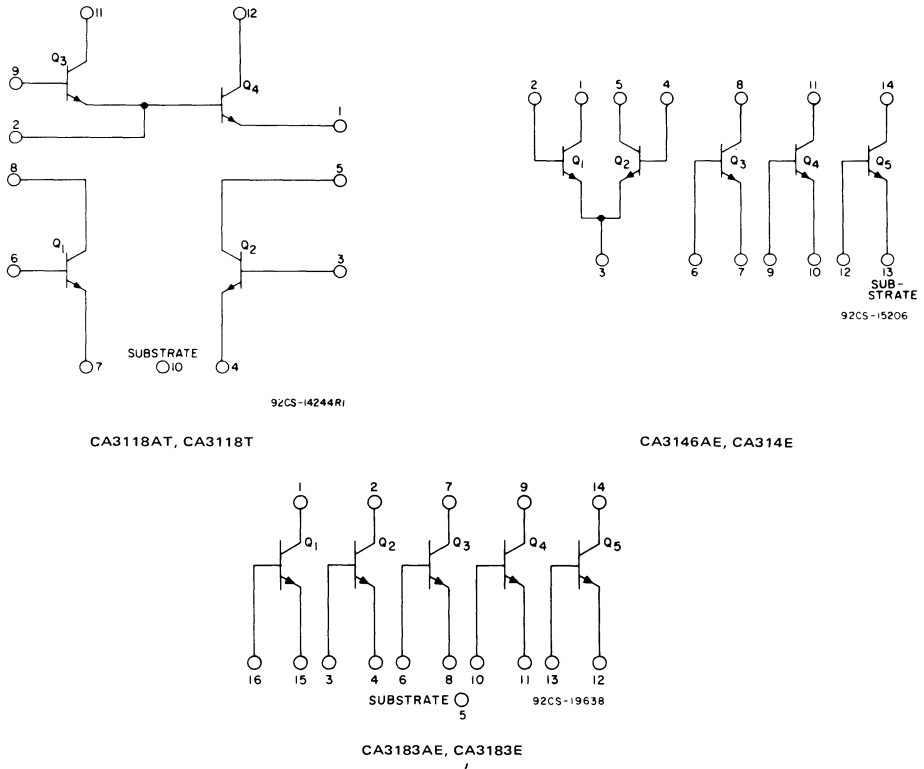 11 12
Q3
9
Q4
2 1
8 5
Q1 Q2
6 3
SUBSTRATE
7 10 4
92CS-14244R1
CA3118AT, CA3118T
2 1 5 4 8 11 14
Q1 Q2 Q3 Q4 Q5
3 6 7 9 10 12 13
SUB-
STRATE
92CS-15206
CA3146AE, CA314E
1 2 7 9 14
Q1 Q2 Q3 Q4 Q5
16 15 3 4 6 8 10 11 13 12
SUBSTRATE 92CS-19638
5
CA3183AE, CA3183E